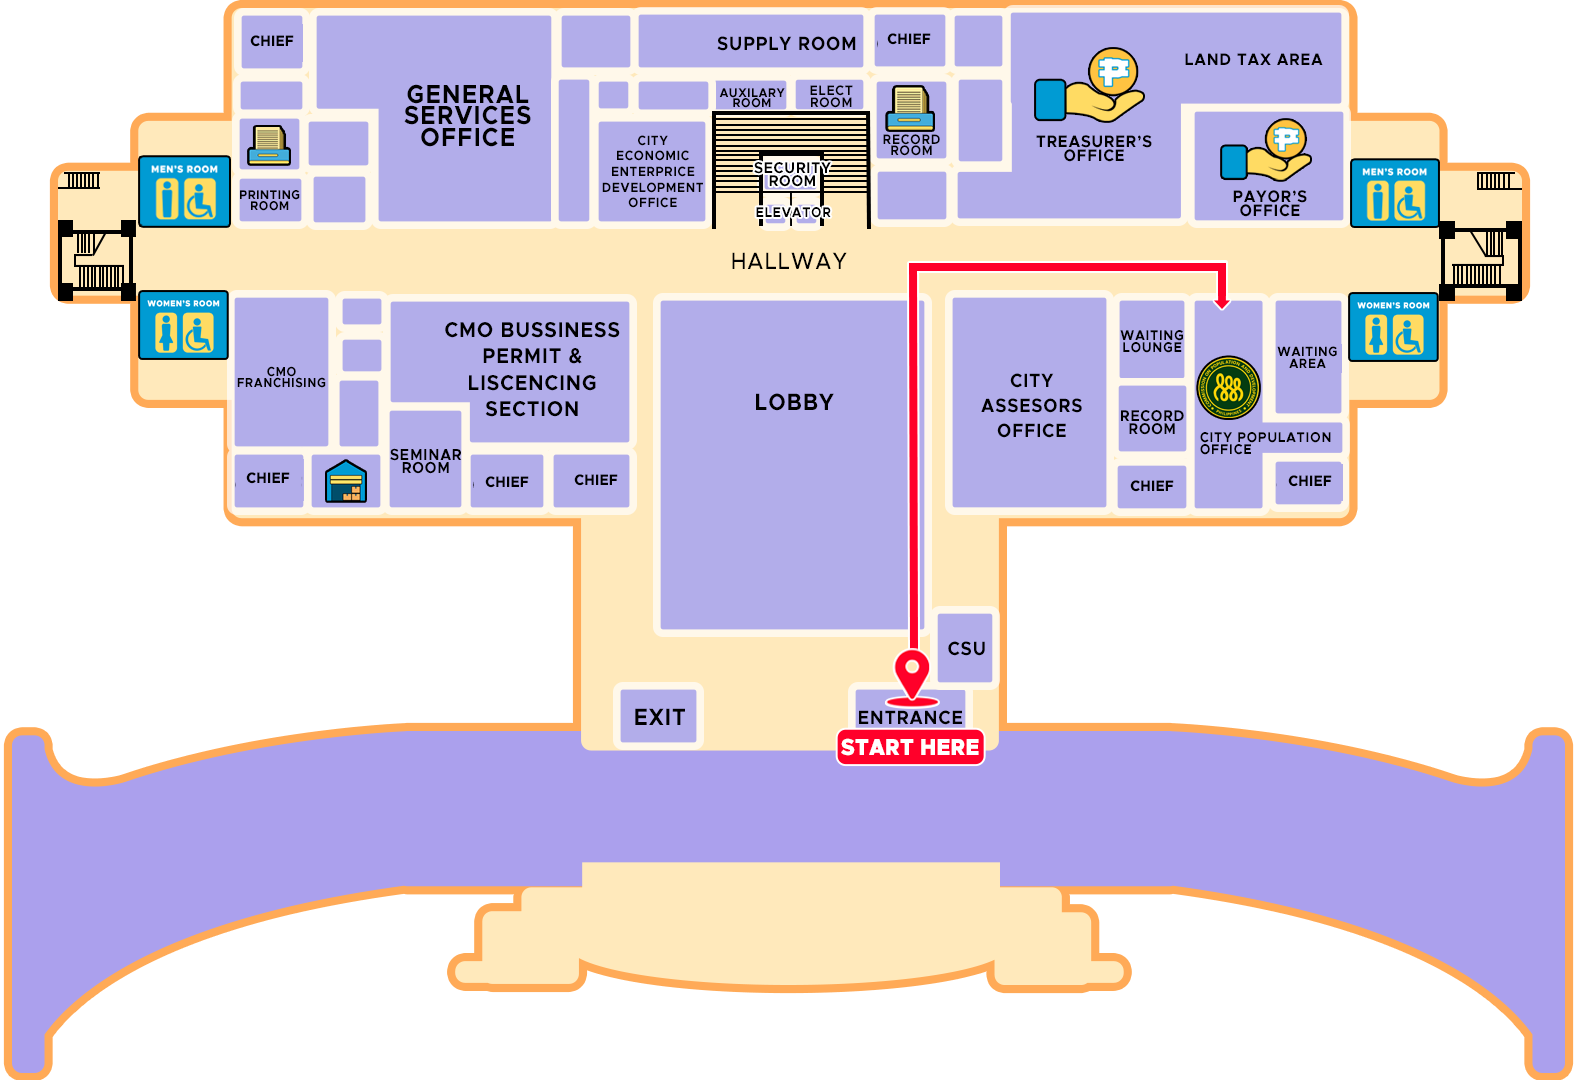 CHIEF
GENERAL
SERVICES
OFFICE
SUPPLY ROOM
CHIEF
LAND TAX AREA
AUXILARY
ROOM
ELECT
ROOM
CITY
ECONOMIC
ENTERPRICE
DEVELOPMENT
OFFICE
SECURITY
ROOM
ELEVATOR
RECORD
ROOM
TREASURER'S
OFFICE
PAYOR'S
OFFICE
MEN'S ROOM
PRINTING
ROOM
MEN'S ROOM
HALLWAY
WOMEN'S ROOM
WOMEN'S ROOM
CMO
FRANCHISING
CMO BUSSINESS
PERMIT &
LISCENCING
SECTION
SEMINAR
ROOM
CHIEF
CHIEF
CHIEF
LOBBY
CITY
ASSESORS
OFFICE
WAITING
LOUNGE
RECORD
ROOM
CHIEF
WAITING
AREA
CITY POPULATION
OFFICE
CHIEF
CSU
EXIT
ENTRANCE
START HERE